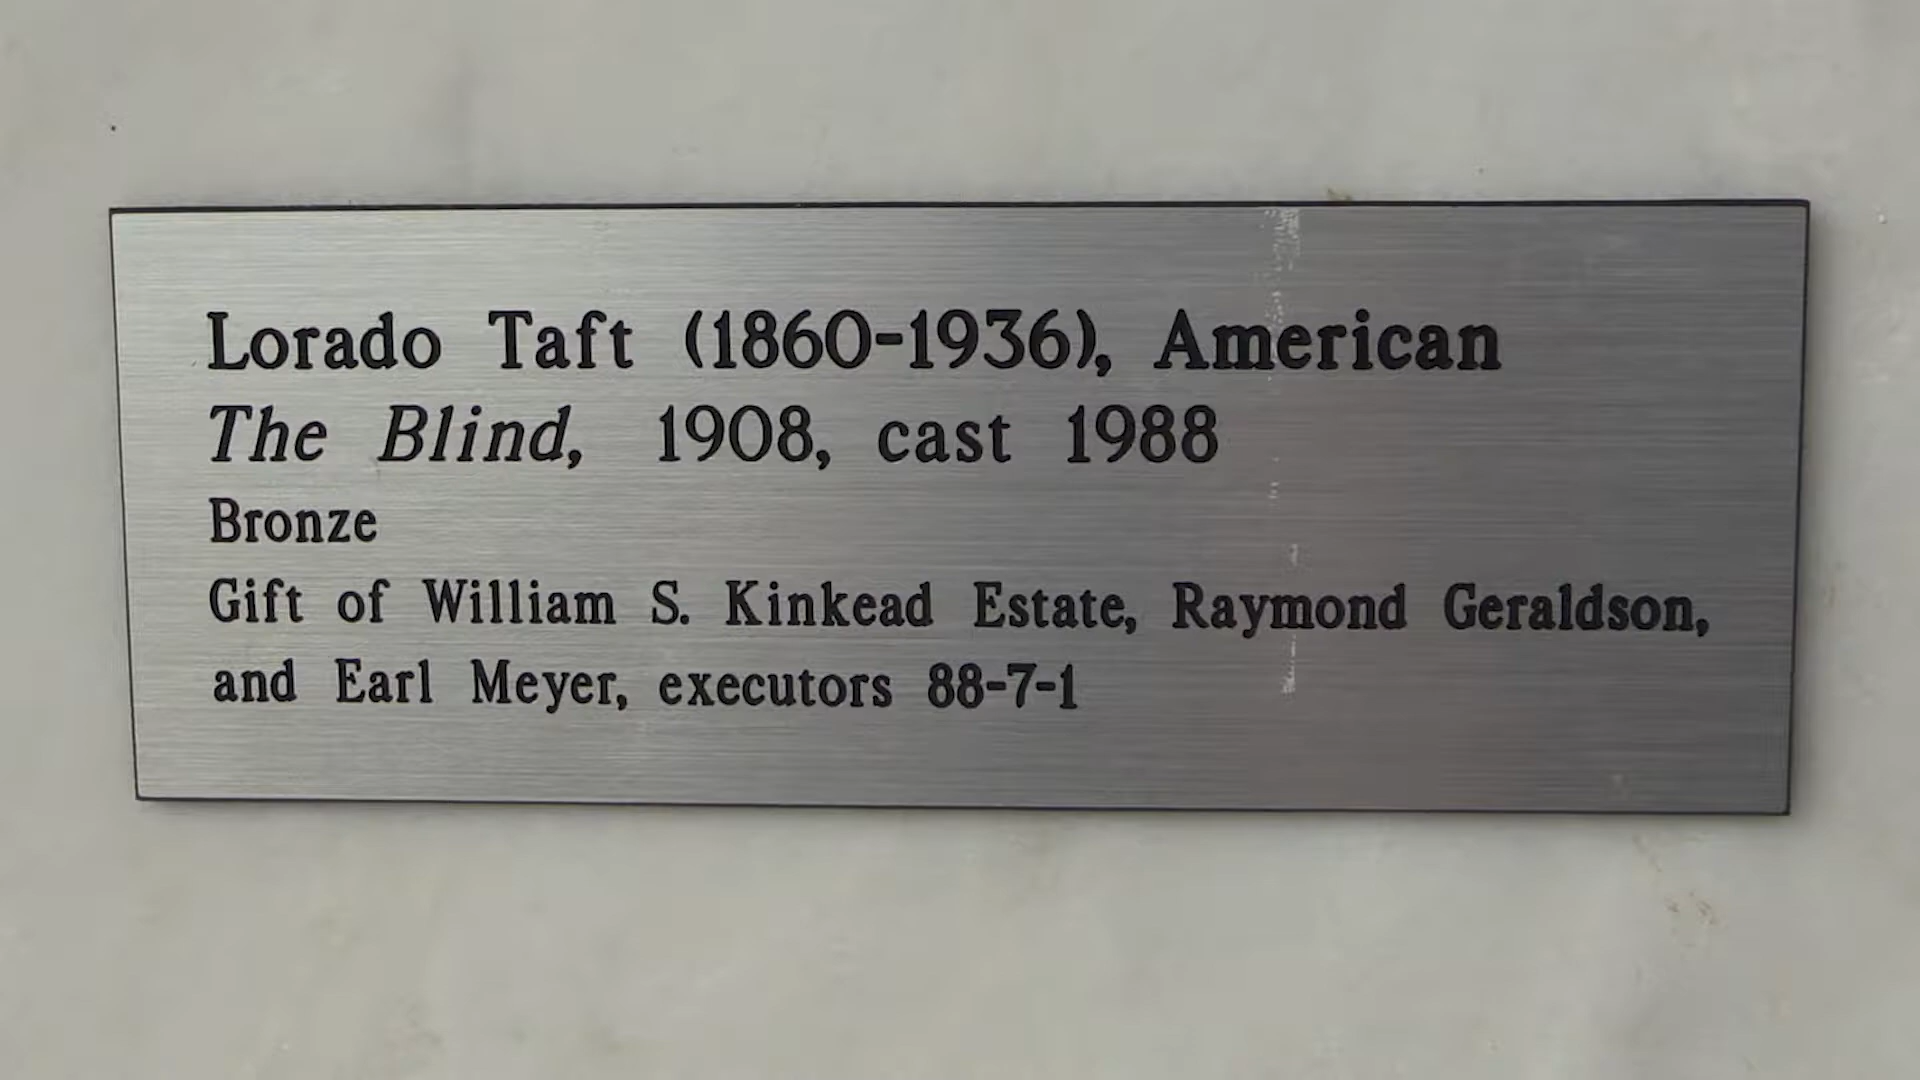 Lorado Taft (1860-1936), American
The Blind, 1908, cast 1988
Bronze
Gift of William S. Kinkead Estate, Raymond Geraldson,
and Earl Meyer, executors 88-7-1